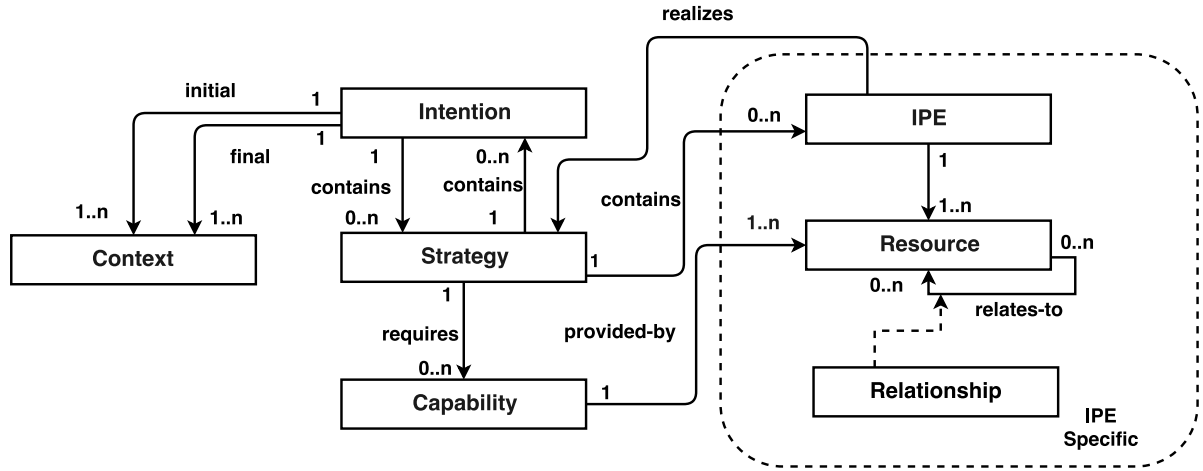 realizes
initial
1
Intention
0..n
IPE
1
final
1
0..n
1
contains
contains
contains
1..n
1..n
0..n
1
1..n
1..n
Context
Strategy
1
Resource
0..n
1
0..n
relates-to
requires
provided-by
0..n
Capability
1
Relationship
IPE
Specific